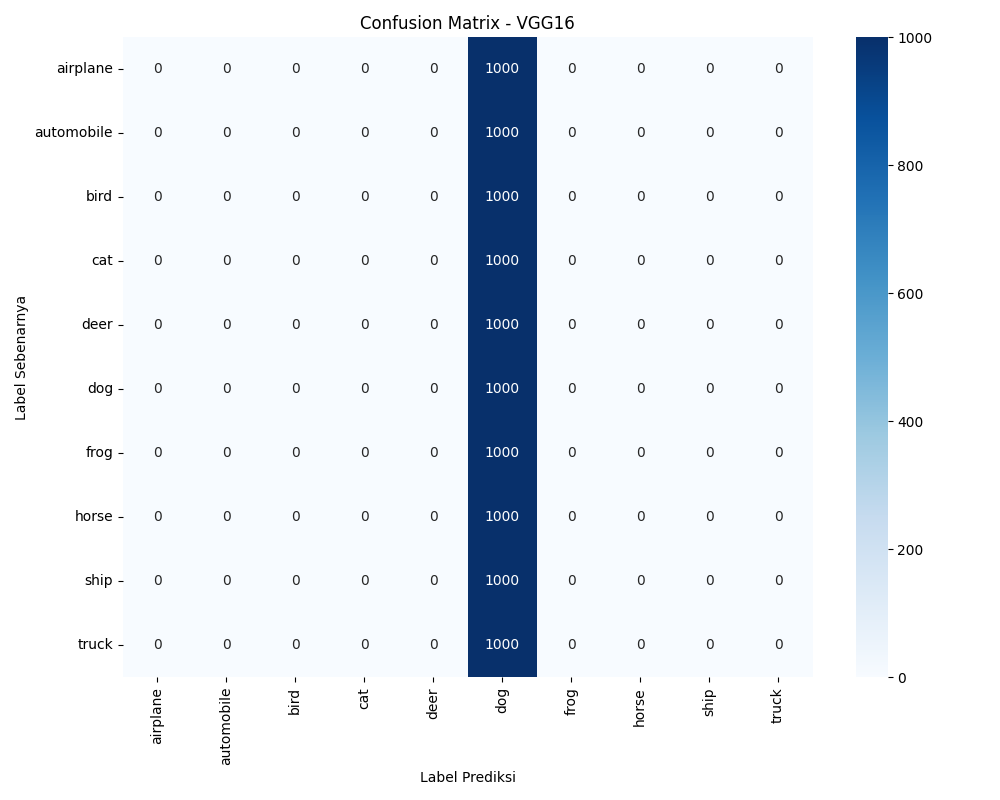 Confusion Matrix - VGG16
airplane 0 0 0 0 0 1000 0 0 0 0
automobile 0 0 0 0 0 1000 0 0 0 0
bird 0 0 0 0 0 1000 0 0 0 0
cat 0 0 0 0 0 1000 0 0 0 0
deer 0 0 0 0 0 1000 0 0 0 0
dog 0 0 0 0 0 1000 0 0 0 0
frog 0 0 0 0 0 1000 0 0 0 0
horse 0 0 0 0 0 1000 0 0 0 0
ship 0 0 0 0 0 1000 0 0 0 0
truck 0 0 0 0 0 1000 0 0 0 0
Label Sebenarnya
airplane automobile bird cat deer dog frog horse ship truck
Label Prediksi
1000
800
600
400
200
0